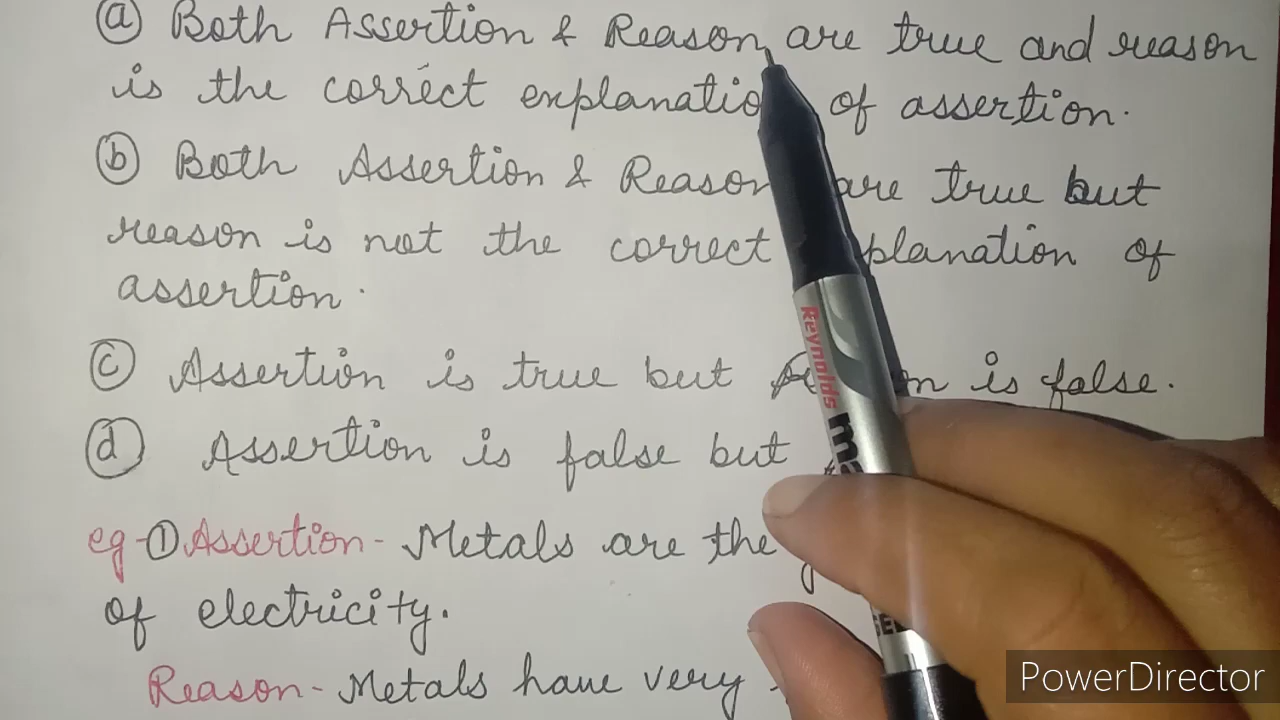 (a) Both Assertion & Reason are true and reason
is the correct explanation of assertion.
(b) Both Assertion & Reason are true but
reason is not the correct explanation of
assertion.
(c) Assertion is true but is false.
(d) Assertion is false but
eg-① Assertion- Metals are the
of electricity.
Reason- Metals have very
Reynolds
PowerDirector